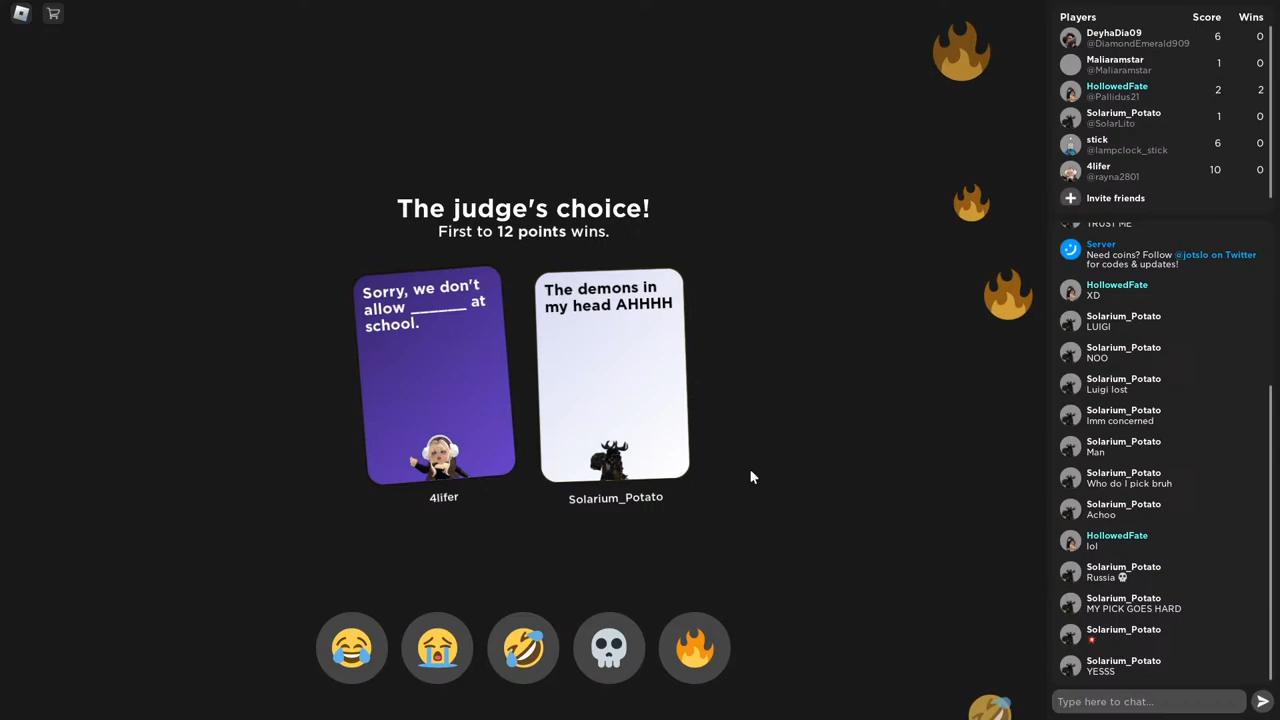 The judge's choice!
First to 12 points wins.
Sorry, we don't
allow ______ at
school.
The demons in
my head AHHHH
4lifer
Solarium_Potato
Players Score Wins
DeyhaDia09 6 0
@DiamondEmerald909
Maliaramstar 1 0
@Maliaramstar
HollowedFate 2 2
@Pallidus21
Solarium_Potato 1 0
@SolarLito
stick 6 0
@lampclock_stick
4lifer 10 0
@rayna2801
Invite friends
TRUST ME
Server
Need coins? Follow @jotslo on Twitter
for codes & updates!
HollowedFate
XD
Solarium_Potato
LUIGI
Solarium_Potato
NOO
Solarium_Potato
Luigi lost
Solarium_Potato
Imm concerned
Solarium_Potato
Man
Solarium_Potato
Who do I pick bruh
Solarium_Potato
Achoo
HollowedFate
lol
Solarium_Potato
Russia 💀
Solarium_Potato
MY PICK GOES HARD
Solarium_Potato
💥
Solarium_Potato
YESSS
Type here to chat...